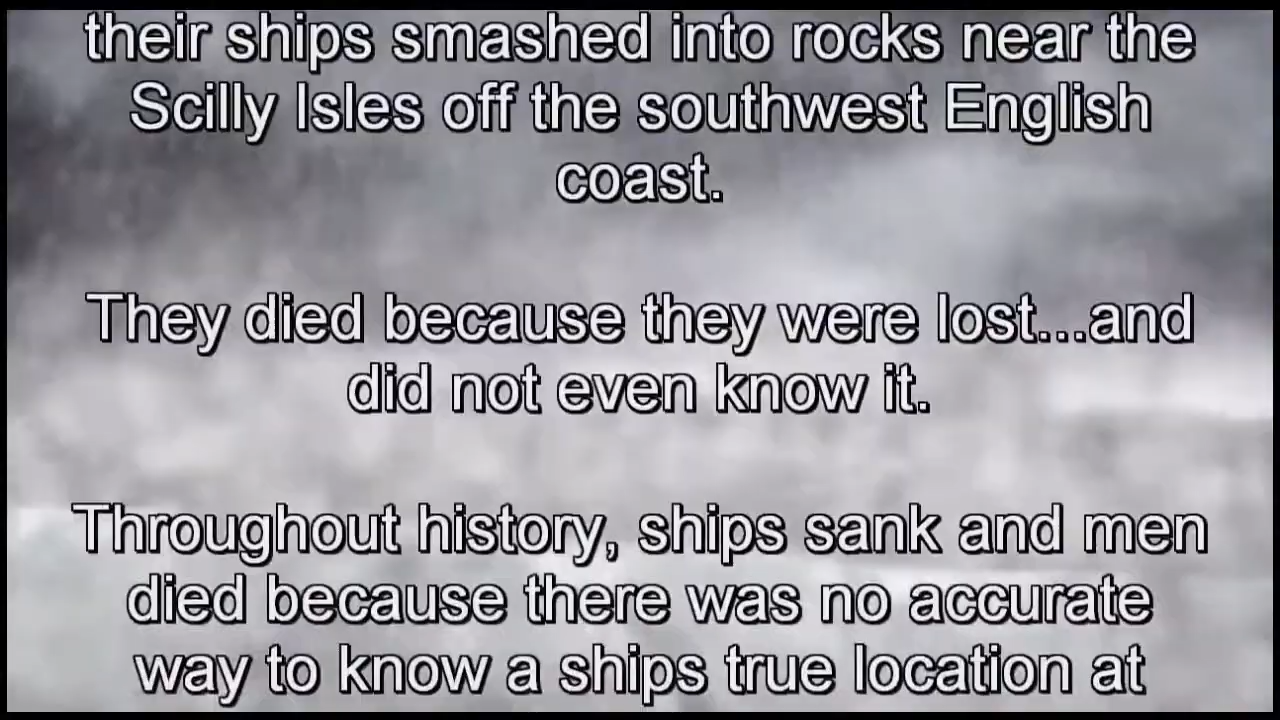 their ships smashed into rocks near the
Scilly Isles off the southwest English
coast.
They died because they were lost...and
did not even know it.
Throughout history, ships sank and men
died because there was no accurate
way to know a ships true location at